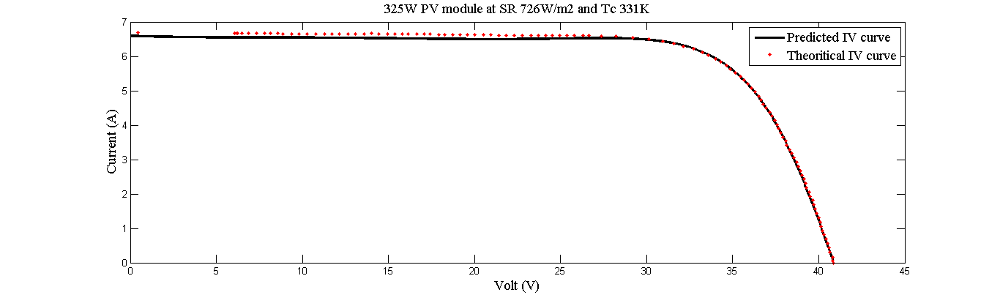 325W PV module at SR 726W/m2 and Tc 331K
7
6
5
4
3
2
1
0
Current (A)
Predicted IV curve
Theoritical IV curve
0 5 10 15 20 25 30 35 40 45
Volt (V)